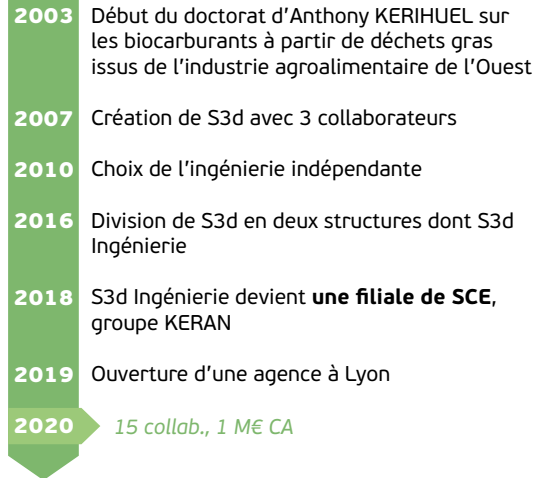 2003 Début du doctorat d'Anthony KERIHUEL sur
les biocarburants à partir de déchets gras
issus de l'industrie agroalimentaire de l'Ouest
2007 Création de S3d avec 3 collaborateurs
2010 Choix de l'ingénierie indépendante
2016 Division de S3d en deux structures dont S3d
Ingénierie
2018 S3d Ingénierie devient une filiale de SCE,
groupe KERAN
2019 Ouverture d'une agence à Lyon
2020 15 collab., 1 M€ CA